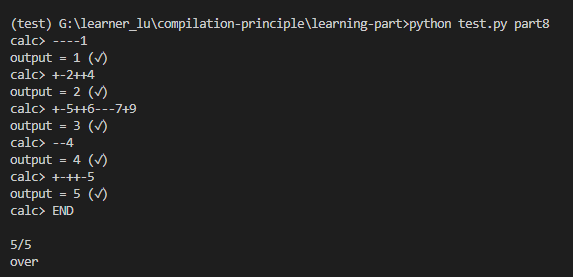 (test) G:\learner_lu\compilation-principle\learning-part>python test.py part8
calc> ----1
output = 1 (√)
calc> +-2++4
output = 2 (√)
calc> +-5++6---7+9
output = 3 (√)
calc> --4
output = 4 (√)
calc> +-++-5
output = 5 (√)
calc> END
5/5
over